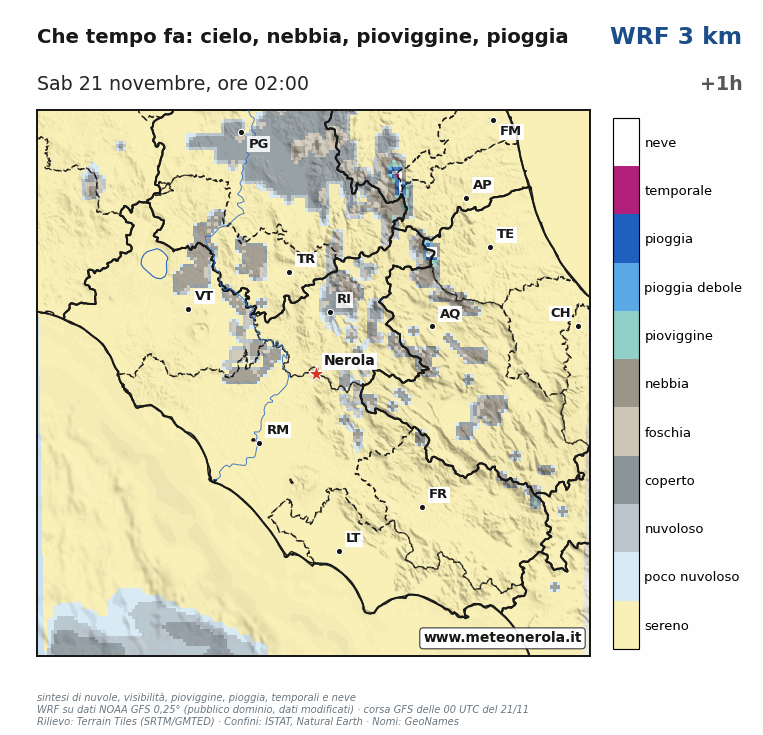 Che tempo fa: cielo, nebbia, pioviggine, pioggia
WRF 3 km
Sab 21 novembre, ore 02:00
+1h
PG
FM
AP
TE
TR
VT
RI
AQ
CH
Nerola
RM
FR
LT
www.meteonerola.it
neve
temporale
pioggia
pioggia debole
pioviggine
nebbia
foschia
coperto
nuvoloso
poco nuvoloso
sereno
sintesi di nuvole, visibilità, pioviggine, pioggia, temporali e neve
WRF su dati NOAA GFS 0,25° (pubblico dominio, dati modificati) · corsa GFS delle 00 UTC del 21/11
Rilievo: Terrain Tiles (SRTM/GMTED) · Confini: ISTAT, Natural Earth · Nomi: GeoNames